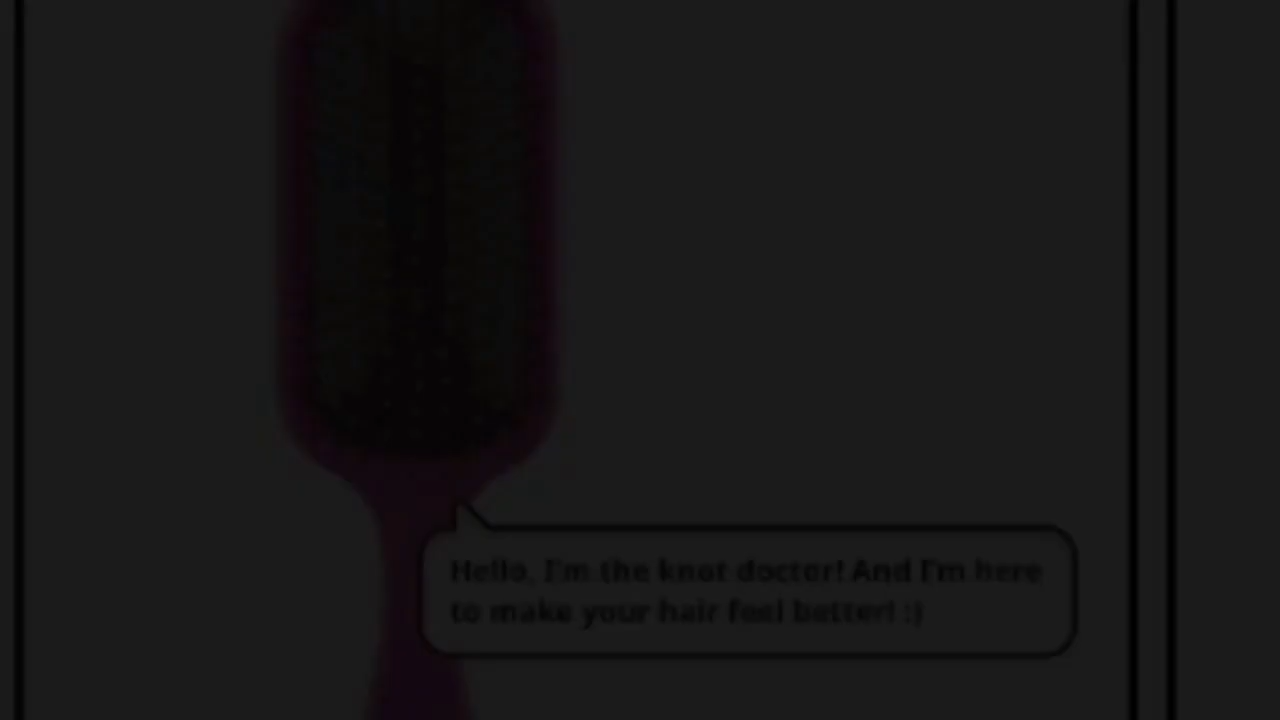 Hello, I'm the knot doctor! And I'm here
to make your hair feel better! :)